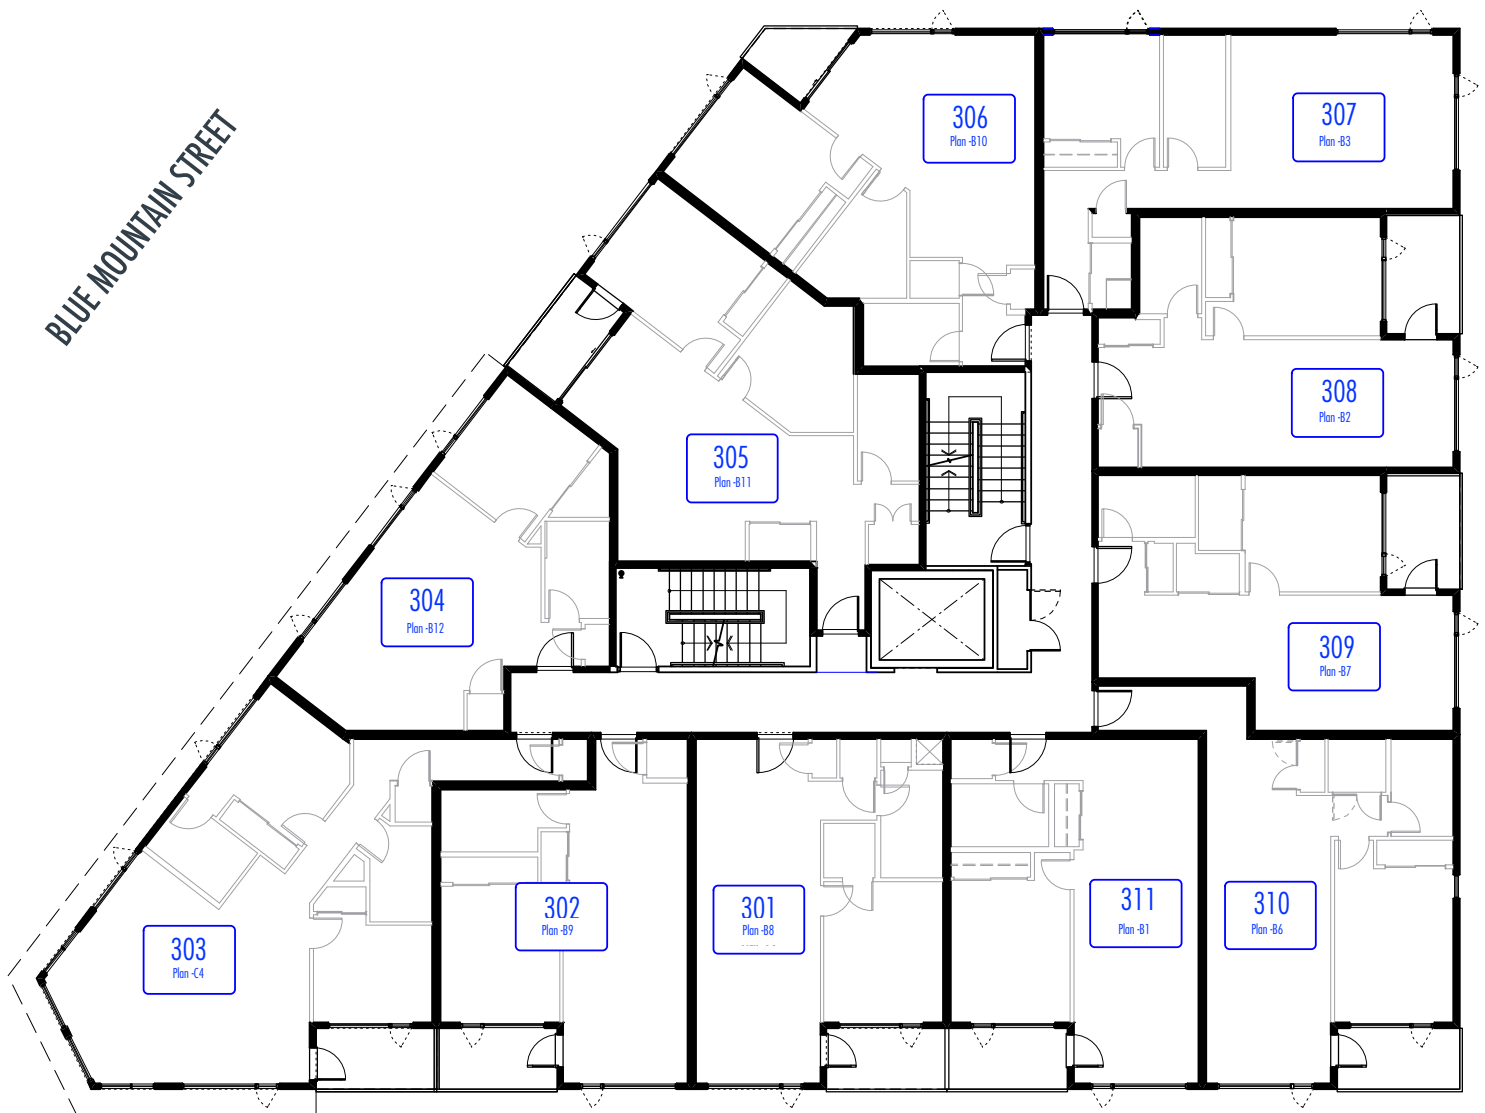 BLUE MOUNTAIN STREET
306
Plan -B10
307
Plan -B3
308
Plan -B2
305
Plan -B11
304
Plan -B12
309
Plan -B7
303
Plan -C4
302
Plan -B9
301
Plan -B8
311
Plan -B1
310
Plan -B6